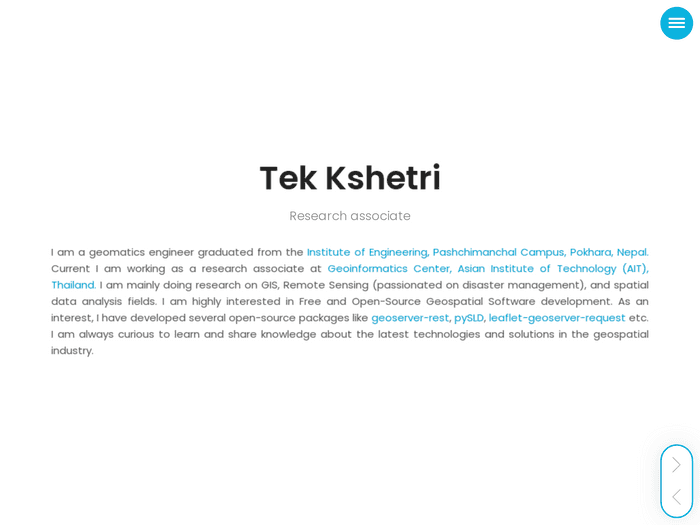 Tek Kshetri
Research associate
I am a geomatics engineer graduated from the Institute of Engineering, Pashchimanchal Campus, Pokhara, Nepal.
Current I am working as a research associate at Geoinformatics Center, Asian Institute of Technology (AIT),
Thailand. I am mainly doing research on GIS, Remote Sensing (passionated on disaster management), and spatial
data analysis fields. I am highly interested in Free and Open-Source Geospatial Software development. As an
interest, I have developed several open-source packages like geoserver-rest, pySLD, leaflet-geoserver-request etc.
I am always curious to learn and share knowledge about the latest technologies and solutions in the geospatial
industry.